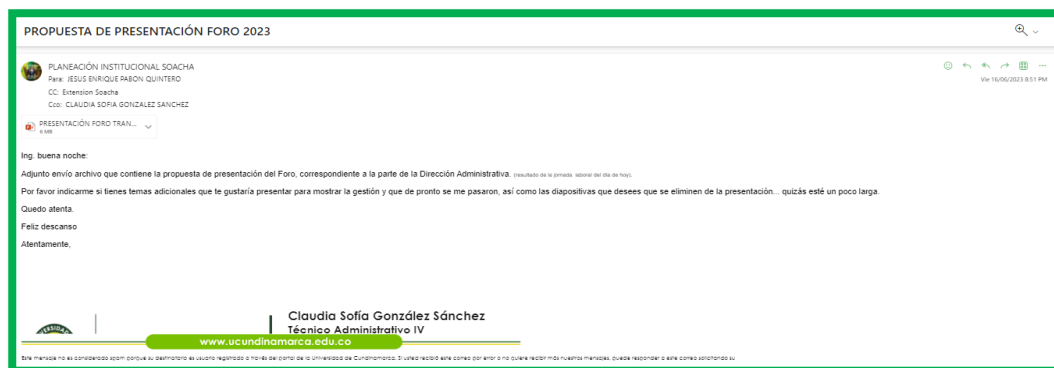 PROPUESTA DE PRESENTACIÓN FORO 2023
PLANEACIÓN INSTITUCIONAL SOACHA
Para: JESUS ENRIQUE PABON QUINTERO
CC: Extension Soacha
Cco: CLAUDIA SOFIA GONZALEZ SANCHEZ
Vie 16/06/2023 8:51 PM
PRESENTACIÓN FORO TRAN...
6 MB
Ing. buena noche:
Adjunto envío archivo que contiene la propuesta de presentación del Foro, correspondiente a la parte de la Dirección Administrativa. (resultado de la jornada laboral del día de hoy).
Por favor indicarme si tienes temas adicionales que te gustaría presentar para mostrar la gestión y que de pronto se me pasaron, así como las diapositivas que desees que se eliminen de la presentación... quizás esté un poco larga.
Quedo atenta.
Feliz descanso
Atentamente,
Claudia Sofía González Sánchez
Técnico Administrativo IV
www.ucundinamarca.edu.co
Este mensaje no es considerado spam porque su destinatario es usuario registrado a través del portal de la Universidad de Cundinamarca. Si usted recibió este correo por error o no quiere recibir más nuestros mensajes, puede responder a este correo solicitando su